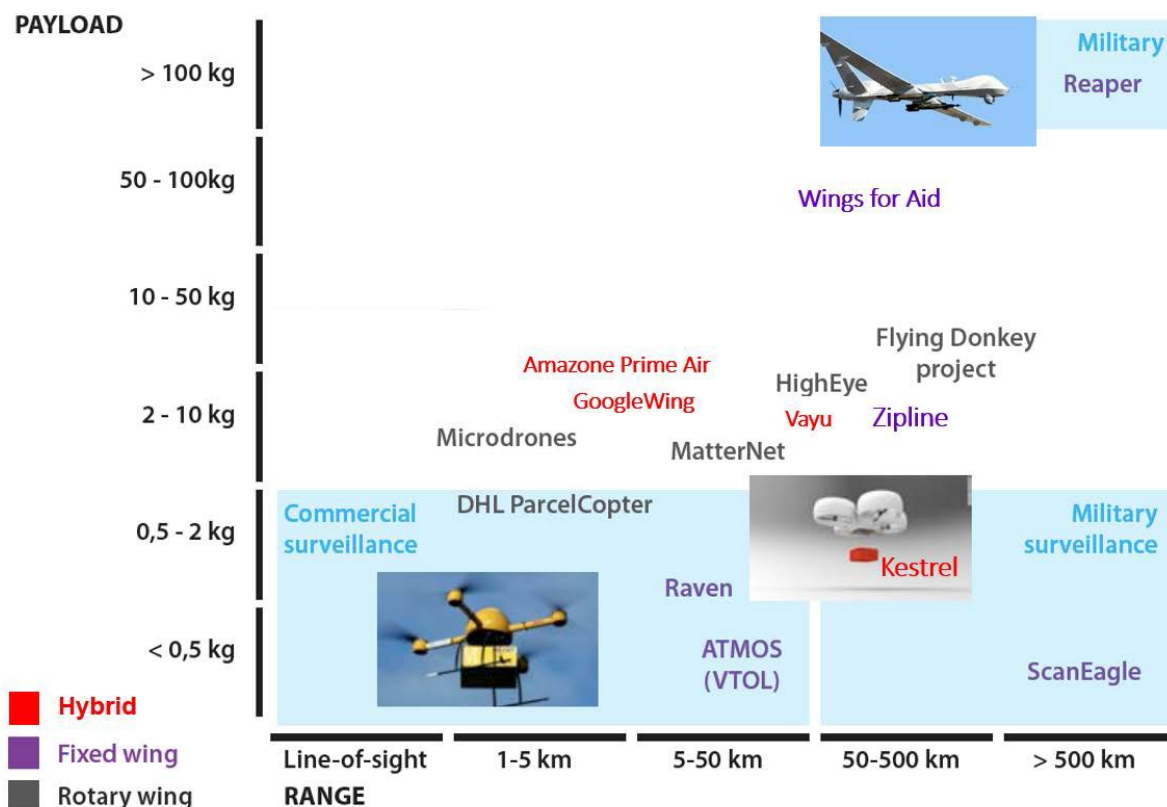 PAYLOAD
> 100 kg
Military
Reaper
50 - 100kg
Wings for Aid
10 - 50 kg
Flying Donkey
project
Amazone Prime Air
HighEye
2 - 10 kg
GoogleWing
Vayu
Zipline
Microdrones
MatterNet
0,5 - 2 kg
Commercial
surveillance
DHL ParcelCopter
Military
surveillance
Kestrel
Raven
< 0,5 kg
ATMOS
(VTOL)
ScanEagle
Hybrid
Fixed wing
Rotary wing
Line-of-sight
1-5 km
5-50 km
50-500 km
> 500 km
RANGE